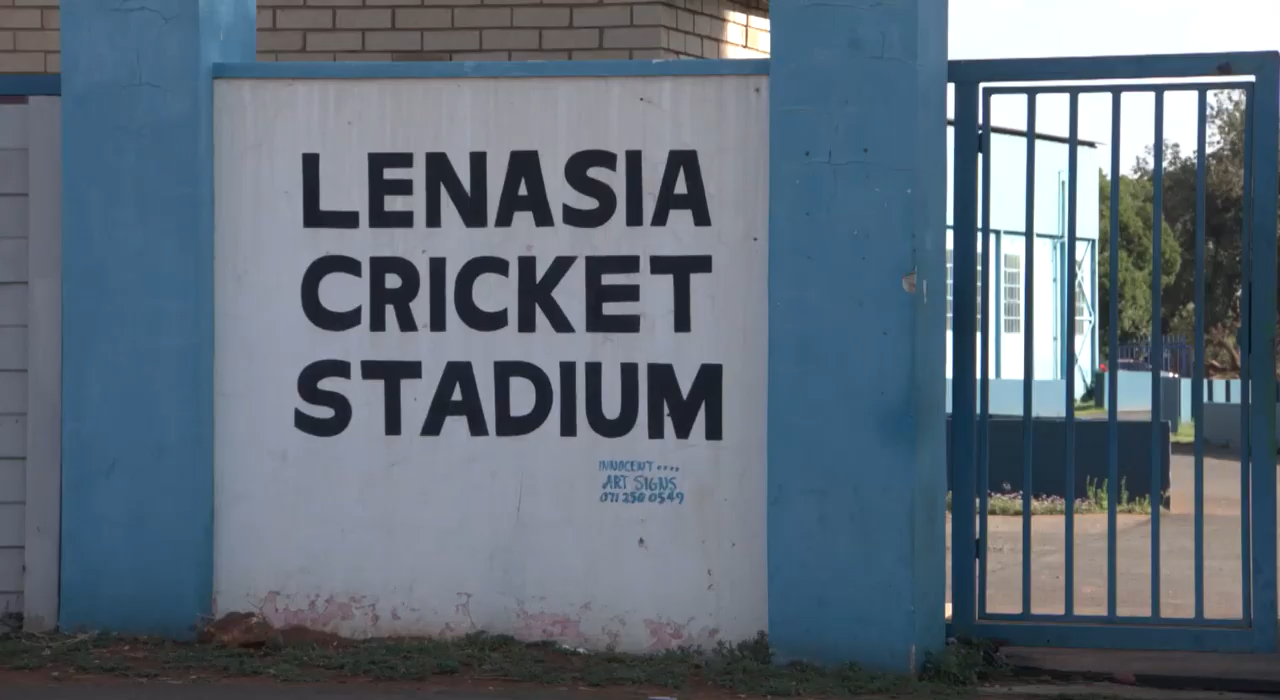 LENASIA
CRICKET
STADIUM
INNOCENT ....
ART SIGNS
071 250 0549